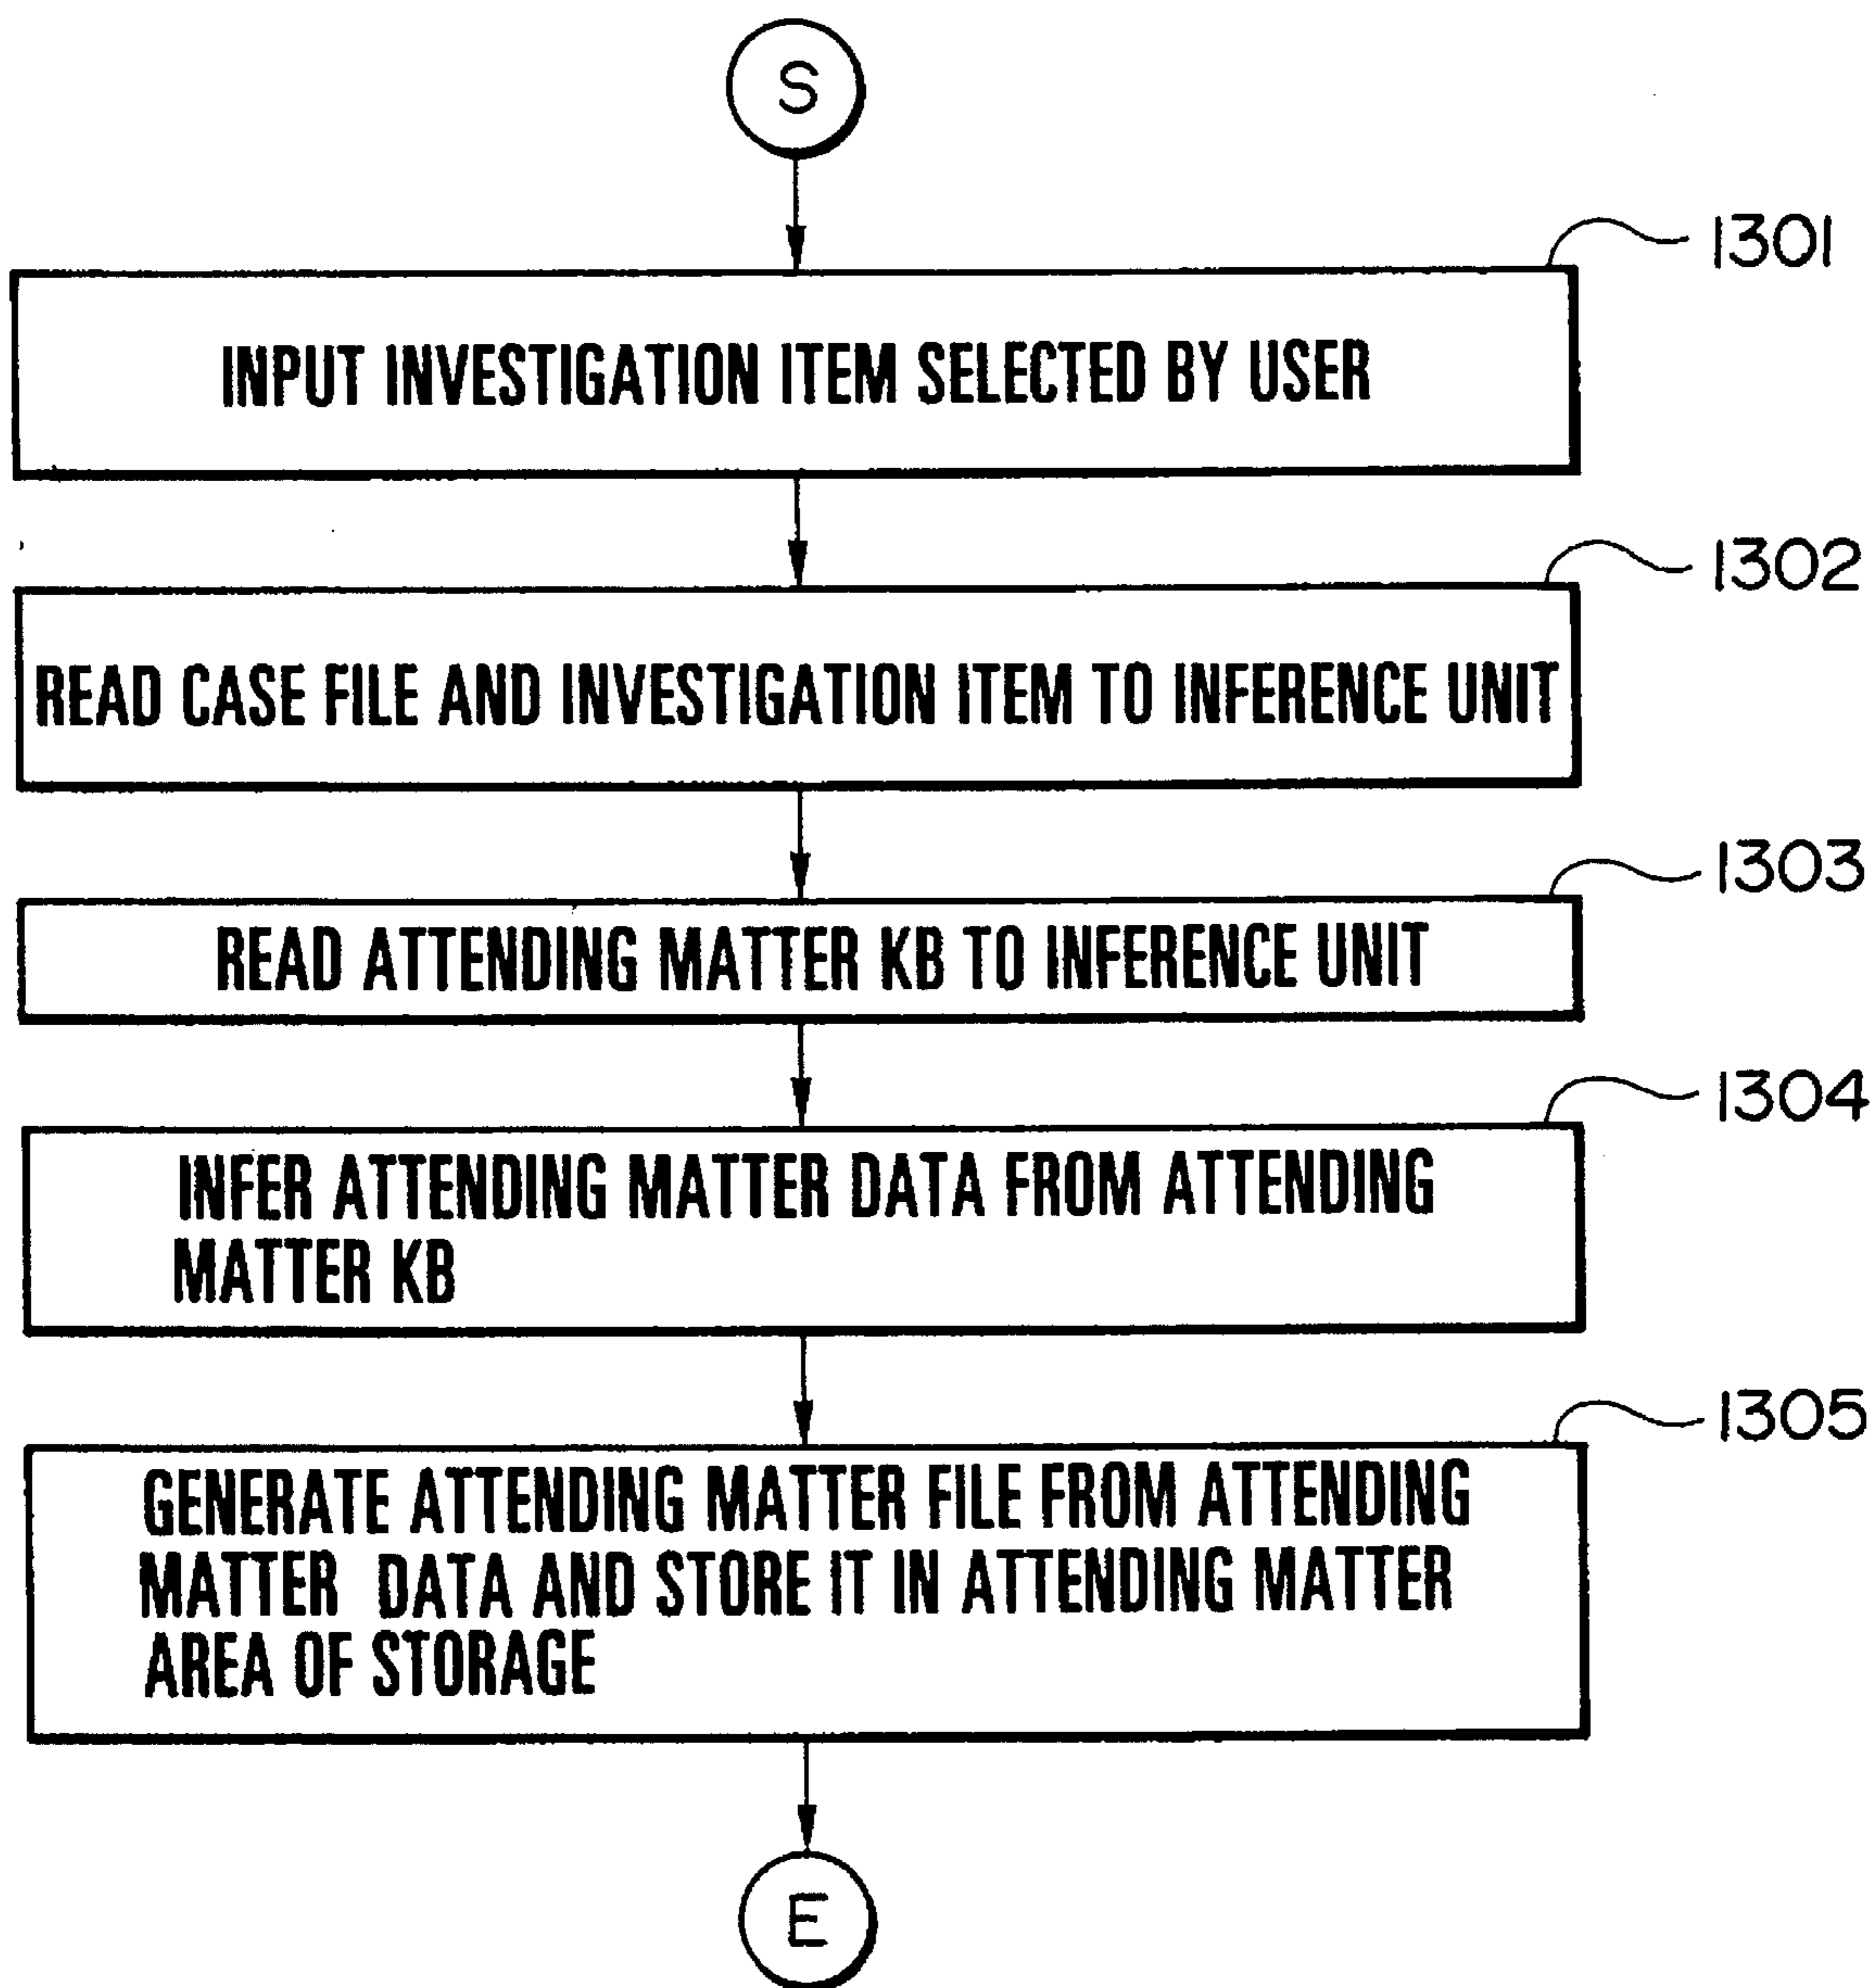 S
1301
INPUT INVESTIGATION ITEM SELECTED BY USER
1302
READ CASE FILE AND INVESTIGATION ITEM TO INFERENCE UNIT
1303
READ ATTENDING MATTER KB TO INFERENCE UNIT
1304
INFER ATTENDING MATTER DATA FROM ATTENDING
MATTER KB
1305
GENERATE ATTENDING MATTER FILE FROM ATTENDING
MATTER DATA AND STORE IT IN ATTENDING MATTER
AREA OF STORAGE
E